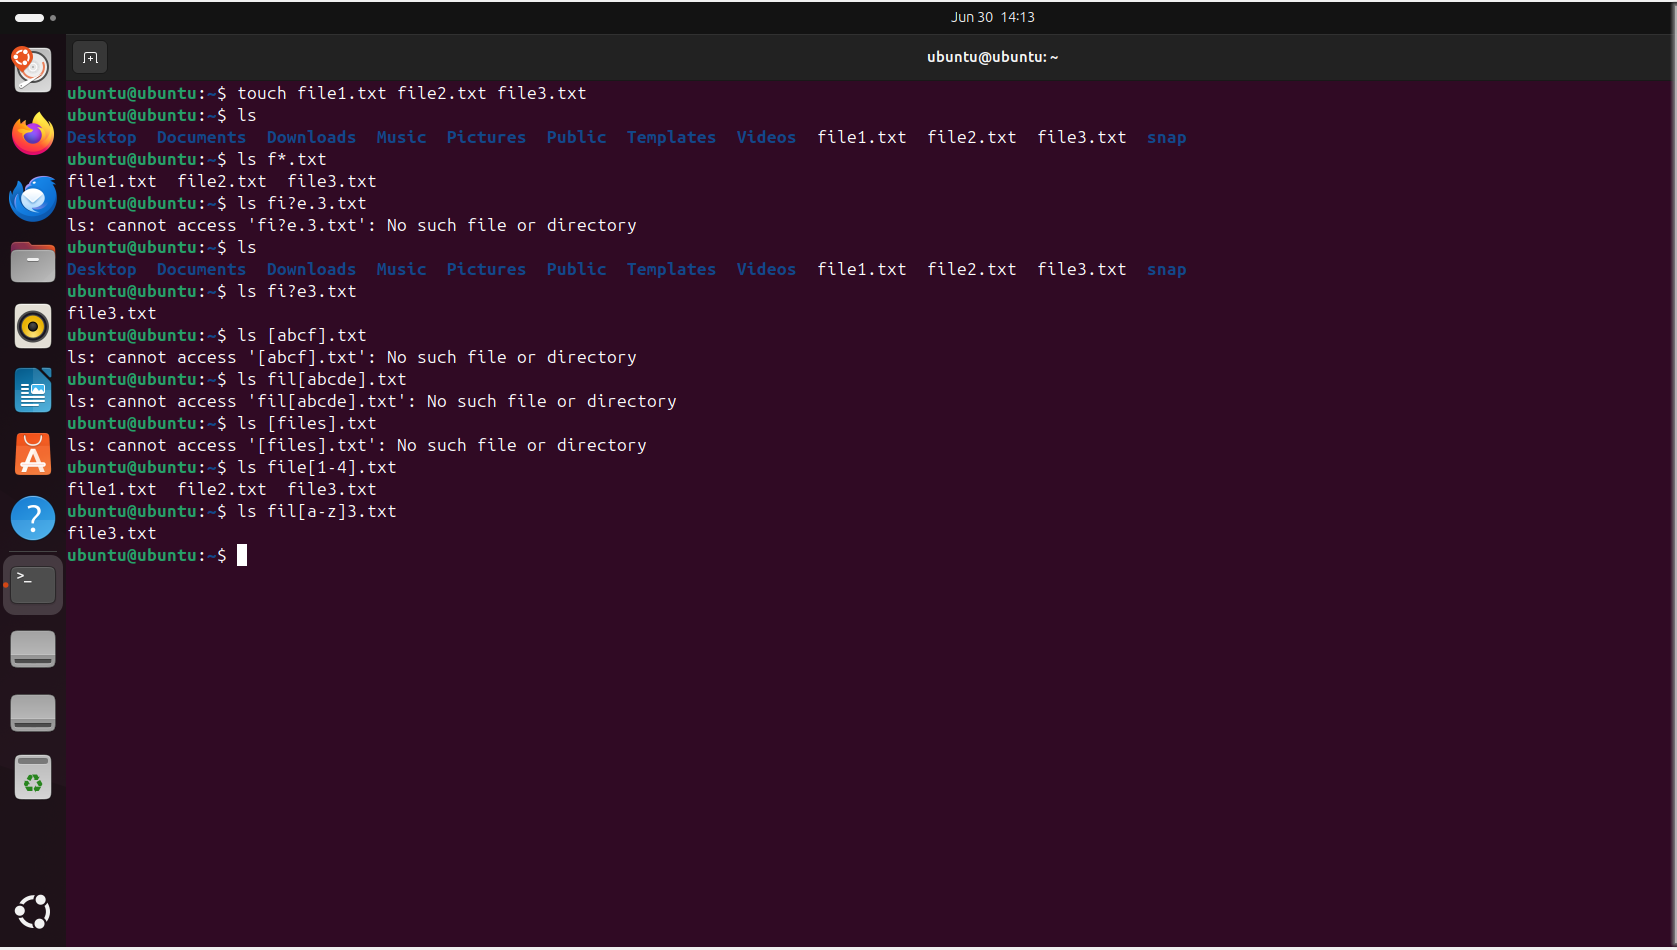 Jun 30 14:13
ubuntu@ubuntu: ~
ubuntu@ubuntu:~$ touch file1.txt file2.txt file3.txt
ubuntu@ubuntu:~$ ls
Desktop Documents Downloads Music Pictures Public Templates Videos file1.txt file2.txt file3.txt snap
ubuntu@ubuntu:~$ ls f*.txt
file1.txt file2.txt file3.txt
ubuntu@ubuntu:~$ ls fi?e.3.txt
ls: cannot access 'fi?e.3.txt': No such file or directory
ubuntu@ubuntu:~$ ls
Desktop Documents Downloads Music Pictures Public Templates Videos file1.txt file2.txt file3.txt snap
ubuntu@ubuntu:~$ ls fi?e3.txt
file3.txt
ubuntu@ubuntu:~$ ls [abcf].txt
ls: cannot access '[abcf].txt': No such file or directory
ubuntu@ubuntu:~$ ls fil[abcde].txt
ls: cannot access 'fil[abcde].txt': No such file or directory
ubuntu@ubuntu:~$ ls [files].txt
ls: cannot access '[files].txt': No such file or directory
ubuntu@ubuntu:~$ ls file[1-4].txt
file1.txt file2.txt file3.txt
ubuntu@ubuntu:~$ ls fil[a-z]3.txt
file3.txt
ubuntu@ubuntu:~$